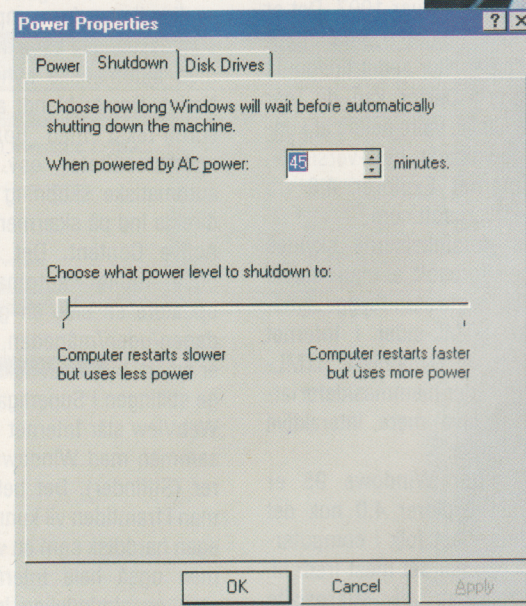 Power Properties
? ×
Power Shutdown Disk Drives
Choose how long Windows will wait before automatically
shutting down the machine.
When powered by AC power: 45 minutes.
Choose what power level to shutdown to:
Computer restarts slower Computer restarts faster
but uses less power but uses more power
OK Cancel Apply